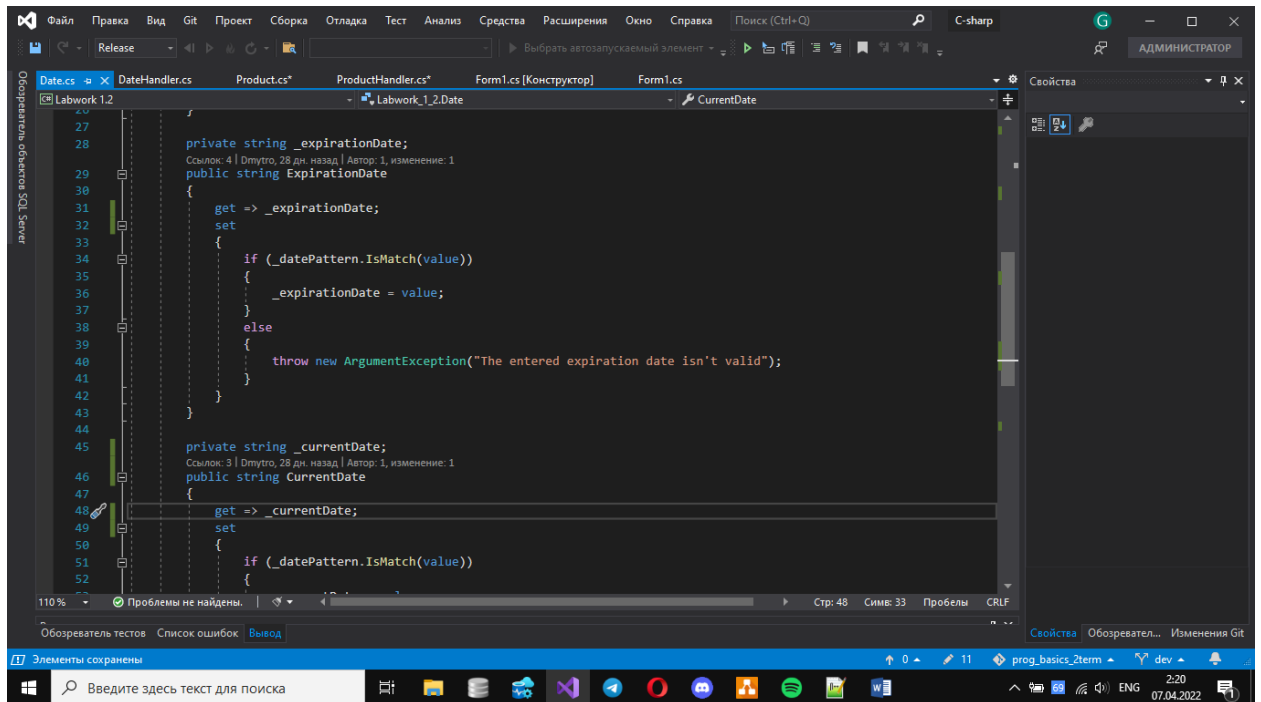 Файл Правка Вид Git Проект Сборка Отладка Тест Анализ Средства Расширения Окно Справка Поиск (Ctrl+Q) C-sharp G
Release Выбрать автозапускаемый элемент АДМИНИСТРАТОР
Обозреватель объектов SQL Server
Date.cs DateHandler.cs Product.cs* ProductHandler.cs* Form1.cs [Конструктор] Form1.cs Свойства
C# Labwork 1.2 Labwork_1_2.Date CurrentDate
26 }
27
28 private string _expirationDate;
Ссылок: 4 | Dmytro, 28 дн. назад | Автор: 1, изменение: 1
29 public string ExpirationDate
30 {
31 get => _expirationDate;
32 set
33 {
34 if (_datePattern.IsMatch(value))
35 {
36 _expirationDate = value;
37 }
38 else
39 {
40 throw new ArgumentException("The entered expiration date isn't valid");
41 }
42 }
43 }
44
45 private string _currentDate;
Ссылок: 3 | Dmytro, 28 дн. назад | Автор: 1, изменение: 1
46 public string CurrentDate
47 {
48 get => _currentDate;
49 set
50 {
51 if (_datePattern.IsMatch(value))
52 {
110 % Проблемы не найдены. Стр: 48 Симв: 33 Пробелы CRLF
Обозреватель тестов Список ошибок Вывод Свойства Обозревател... Изменения Git
Элементы сохранены 0 11 prog_basics_2term dev
Введите здесь текст для поиска 69 ENG 2:20
07.04.2022 1